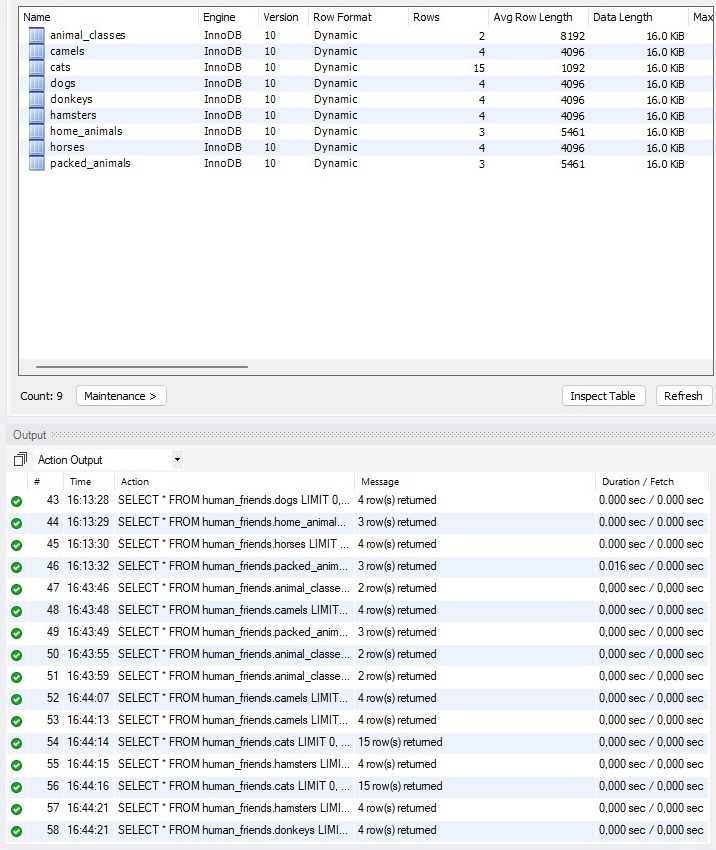 Name Engine Version Row Format Rows Avg Row Length Data Length Max
animal_classes InnoDB 10 Dynamic 2 8192 16.0 KiB
camels InnoDB 10 Dynamic 4 4096 16.0 KiB
cats InnoDB 10 Dynamic 15 1092 16.0 KiB
dogs InnoDB 10 Dynamic 4 4096 16.0 KiB
donkeys InnoDB 10 Dynamic 4 4096 16.0 KiB
hamsters InnoDB 10 Dynamic 4 4096 16.0 KiB
home_animals InnoDB 10 Dynamic 3 5461 16.0 KiB
horses InnoDB 10 Dynamic 4 4096 16.0 KiB
packed_animals InnoDB 10 Dynamic 3 5461 16.0 KiB
Count: 9 Maintenance > Inspect Table Refresh
Output
Action Output
# Time Action Message Duration / Fetch
43 16:13:28 SELECT * FROM human_friends.dogs LIMIT 0,... 4 row(s) returned 0.000 sec / 0.000 sec
44 16:13:29 SELECT * FROM human_friends.home_animal... 3 row(s) returned 0.000 sec / 0.000 sec
45 16:13:30 SELECT * FROM human_friends.horses LIMIT ... 4 row(s) returned 0.000 sec / 0.000 sec
46 16:13:32 SELECT * FROM human_friends.packed_anim... 3 row(s) returned 0.016 sec / 0.000 sec
47 16:43:46 SELECT * FROM human_friends.animal_classe... 2 row(s) returned 0,000 sec / 0,000 sec
48 16:43:48 SELECT * FROM human_friends.camels LIMIT... 4 row(s) returned 0,000 sec / 0,000 sec
49 16:43:49 SELECT * FROM human_friends.packed_anim... 3 row(s) returned 0,000 sec / 0,000 sec
50 16:43:55 SELECT * FROM human_friends.animal_classe... 2 row(s) returned 0,000 sec / 0,000 sec
51 16:43:59 SELECT * FROM human_friends.animal_classe... 2 row(s) returned 0,000 sec / 0,000 sec
52 16:44:07 SELECT * FROM human_friends.camels LIMIT... 4 row(s) returned 0,000 sec / 0,000 sec
53 16:44:13 SELECT * FROM human_friends.camels LIMIT... 4 row(s) returned 0,000 sec / 0,000 sec
54 16:44:14 SELECT * FROM human_friends.cats LIMIT 0, ... 15 row(s) returned 0,000 sec / 0,000 sec
55 16:44:15 SELECT * FROM human_friends.hamsters LIMI... 4 row(s) returned 0,000 sec / 0,000 sec
56 16:44:16 SELECT * FROM human_friends.cats LIMIT 0, ... 15 row(s) returned 0,000 sec / 0,000 sec
57 16:44:21 SELECT * FROM human_friends.hamsters LIMI... 4 row(s) returned 0,000 sec / 0,000 sec
58 16:44:21 SELECT * FROM human_friends.donkeys LIMI... 4 row(s) returned 0,000 sec / 0,000 sec